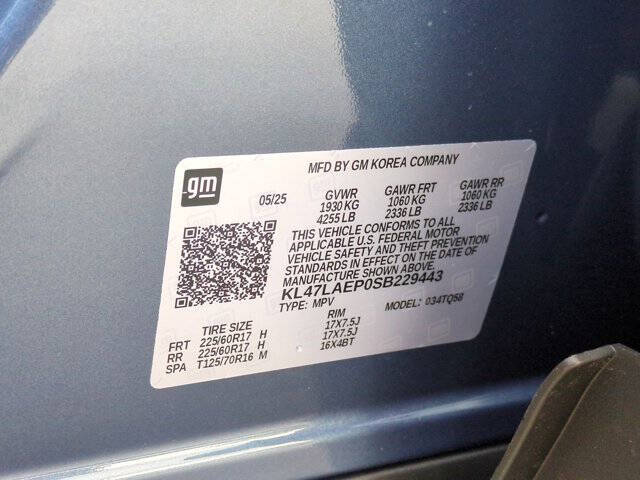 MFD BY GM KOREA COMPANY
gm
05/25 GVWR GAWR FRT GAWR RR
1930 KG 1060 KG 1060 KG
4255 LB 2336 LB 2336 LB
THIS VEHICLE CONFORMS TO ALL
APPLICABLE U.S. FEDERAL MOTOR
VEHICLE SAFETY AND THEFT PREVENTION
STANDARDS IN EFFECT ON THE DATE OF
MANUFACTURE SHOWN ABOVE.
KL47LAEP0SB229443
TYPE: MPV MODEL: 034TQ58
TIRE SIZE RIM
FRT 225/60R17 H 17X7.5J
RR 225/60R17 H 17X7.5J
SPA T125/70R16 M 16X4BT